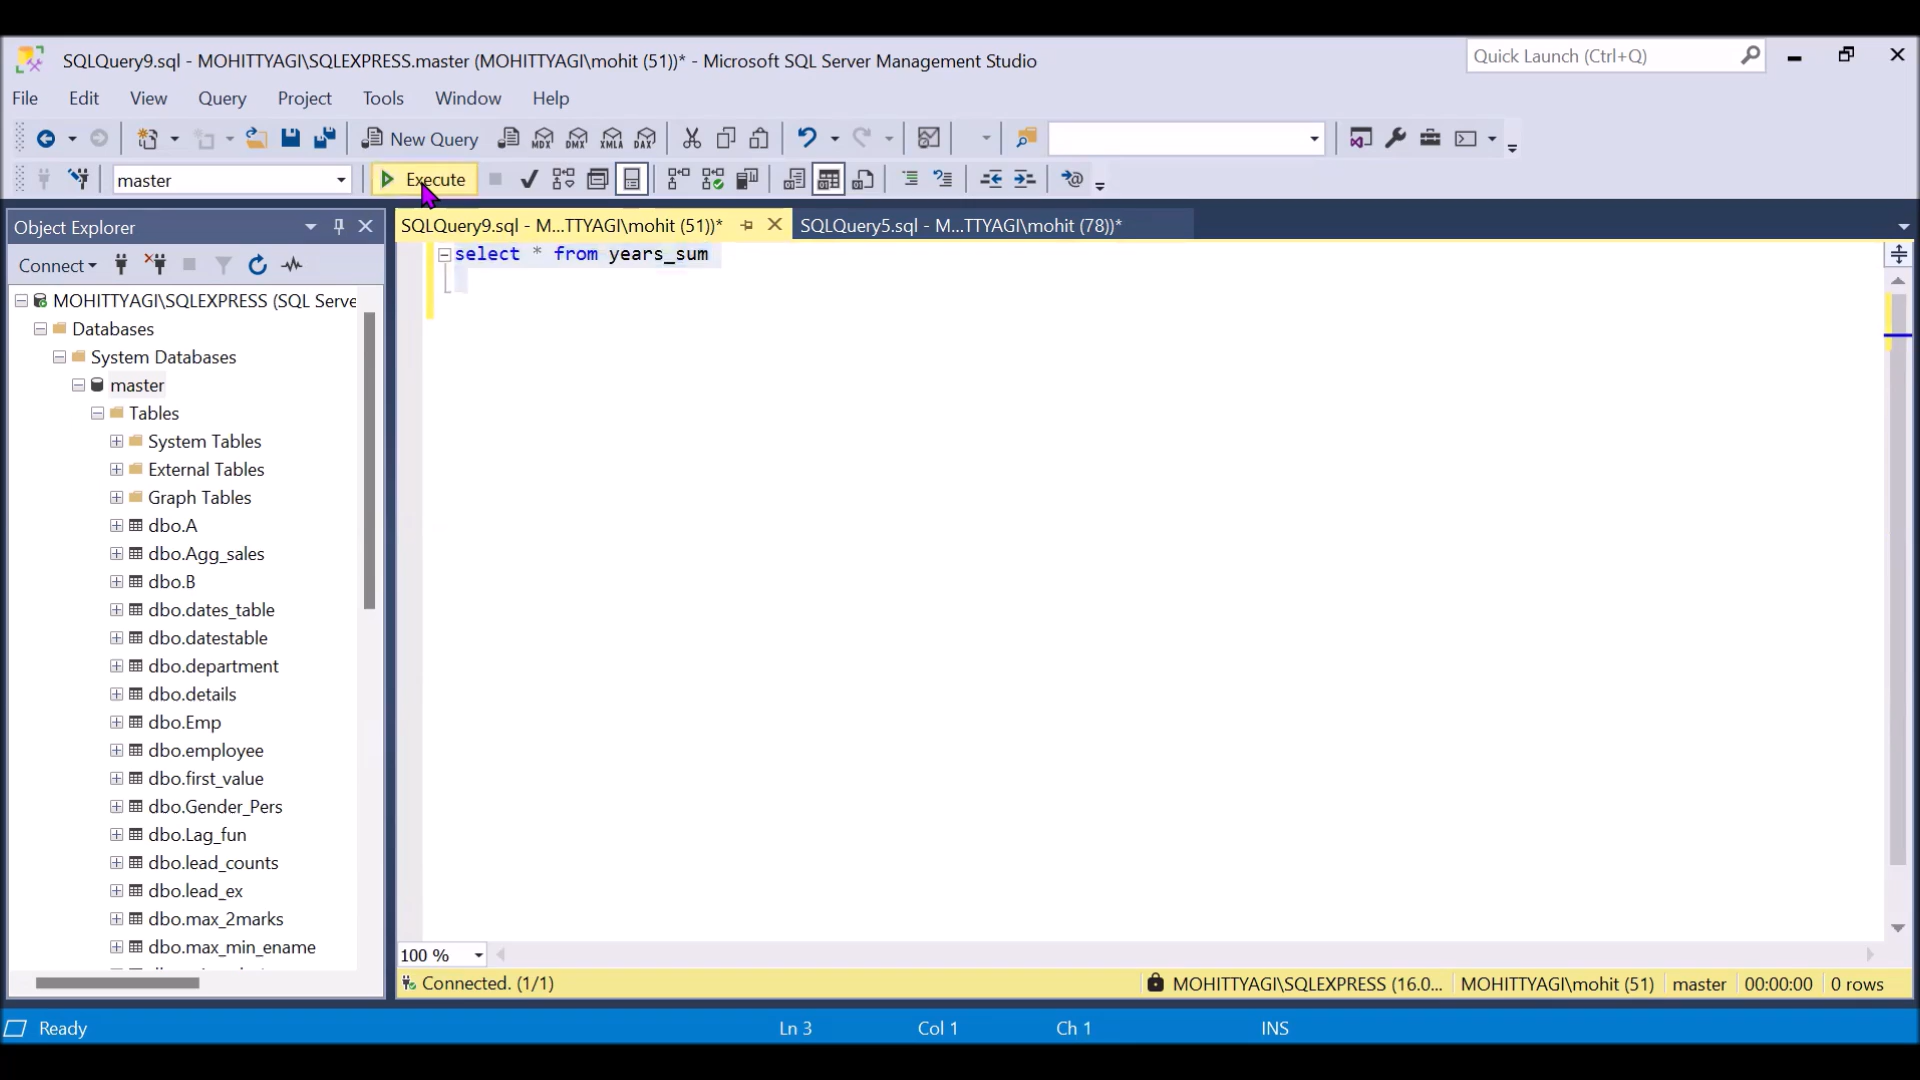 SQLQuery9.sql - MOHITTYAGI\SQLEXPRESS.master (MOHITTYAGI\mohit (51))* - Microsoft SQL Server Management Studio
Quick Launch (Ctrl+Q)
File Edit View Query Project Tools Window Help
New Query MDX DMX XMLA DAX
master Execute
Object Explorer
SQLQuery9.sql - M...TTYAGI\mohit (51))* SQLQuery5.sql - M...TTYAGI\mohit (78))*
Connect
select * from years_sum
MOHITTYAGI\SQLEXPRESS (SQL Serve
Databases
System Databases
master
Tables
System Tables
External Tables
Graph Tables
dbo.A
dbo.Agg_sales
dbo.B
dbo.dates_table
dbo.datestable
dbo.department
dbo.details
dbo.Emp
dbo.employee
dbo.first_value
dbo.Gender_Pers
dbo.Lag_fun
dbo.lead_counts
dbo.lead_ex
dbo.max_2marks
dbo.max_min_ename
100 %
Connected. (1/1) MOHITTYAGI\SQLEXPRESS (16.0... MOHITTYAGI\mohit (51) master 00:00:00 0 rows
Ready Ln 3 Col 1 Ch 1 INS